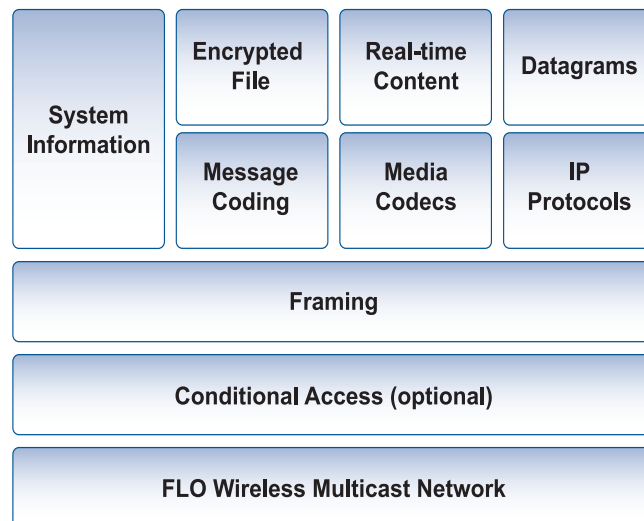 System
Information
Encrypted
File
Real-time
Content
Datagrams
Message
Coding
Media
Codecs
IP
Protocols
Framing
Conditional Access (optional)
FLO Wireless Multicast Network